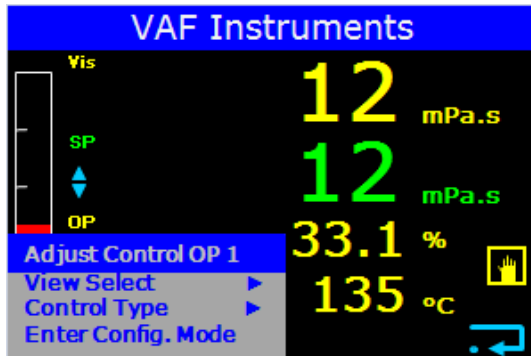 VAF Instruments
Vis
12 mPa.s
SP
12 mPa.s
OP
33.1 %
135 °C
Adjust Control OP 1
View Select
Control Type
Enter Config. Mode